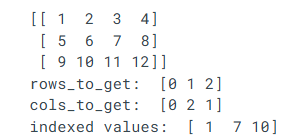 [[ 1  2  3  4]
 [ 5  6  7  8]
 [ 9 10 11 12]]
rows_to_get:  [0 1 2]
cols_to_get:  [0 2 1]
indexed values:  [ 1  7 10]